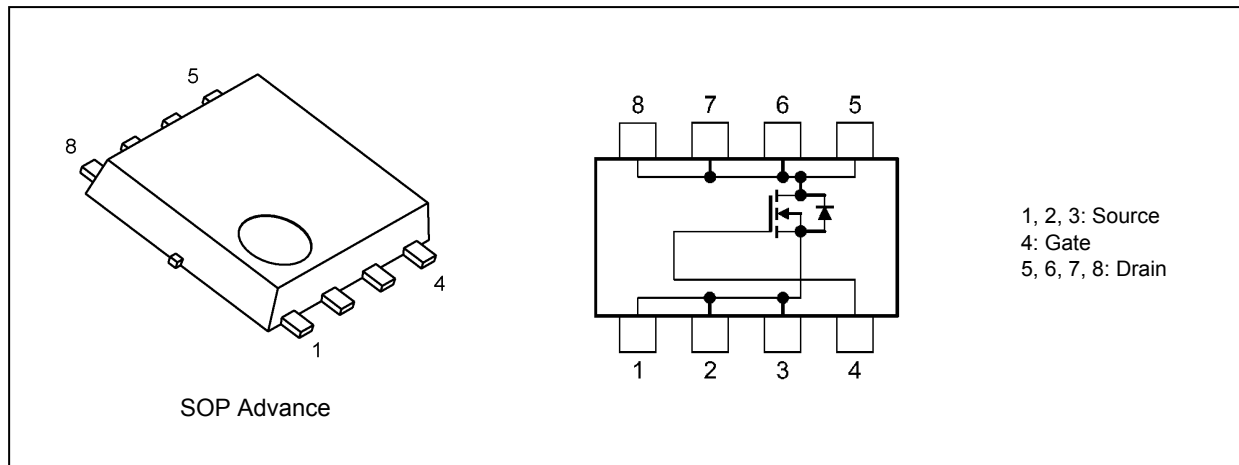 5
8
4
1
SOP Advance
8 7 6 5
1 2 3 4
1, 2, 3: Source
4: Gate
5, 6, 7, 8: Drain